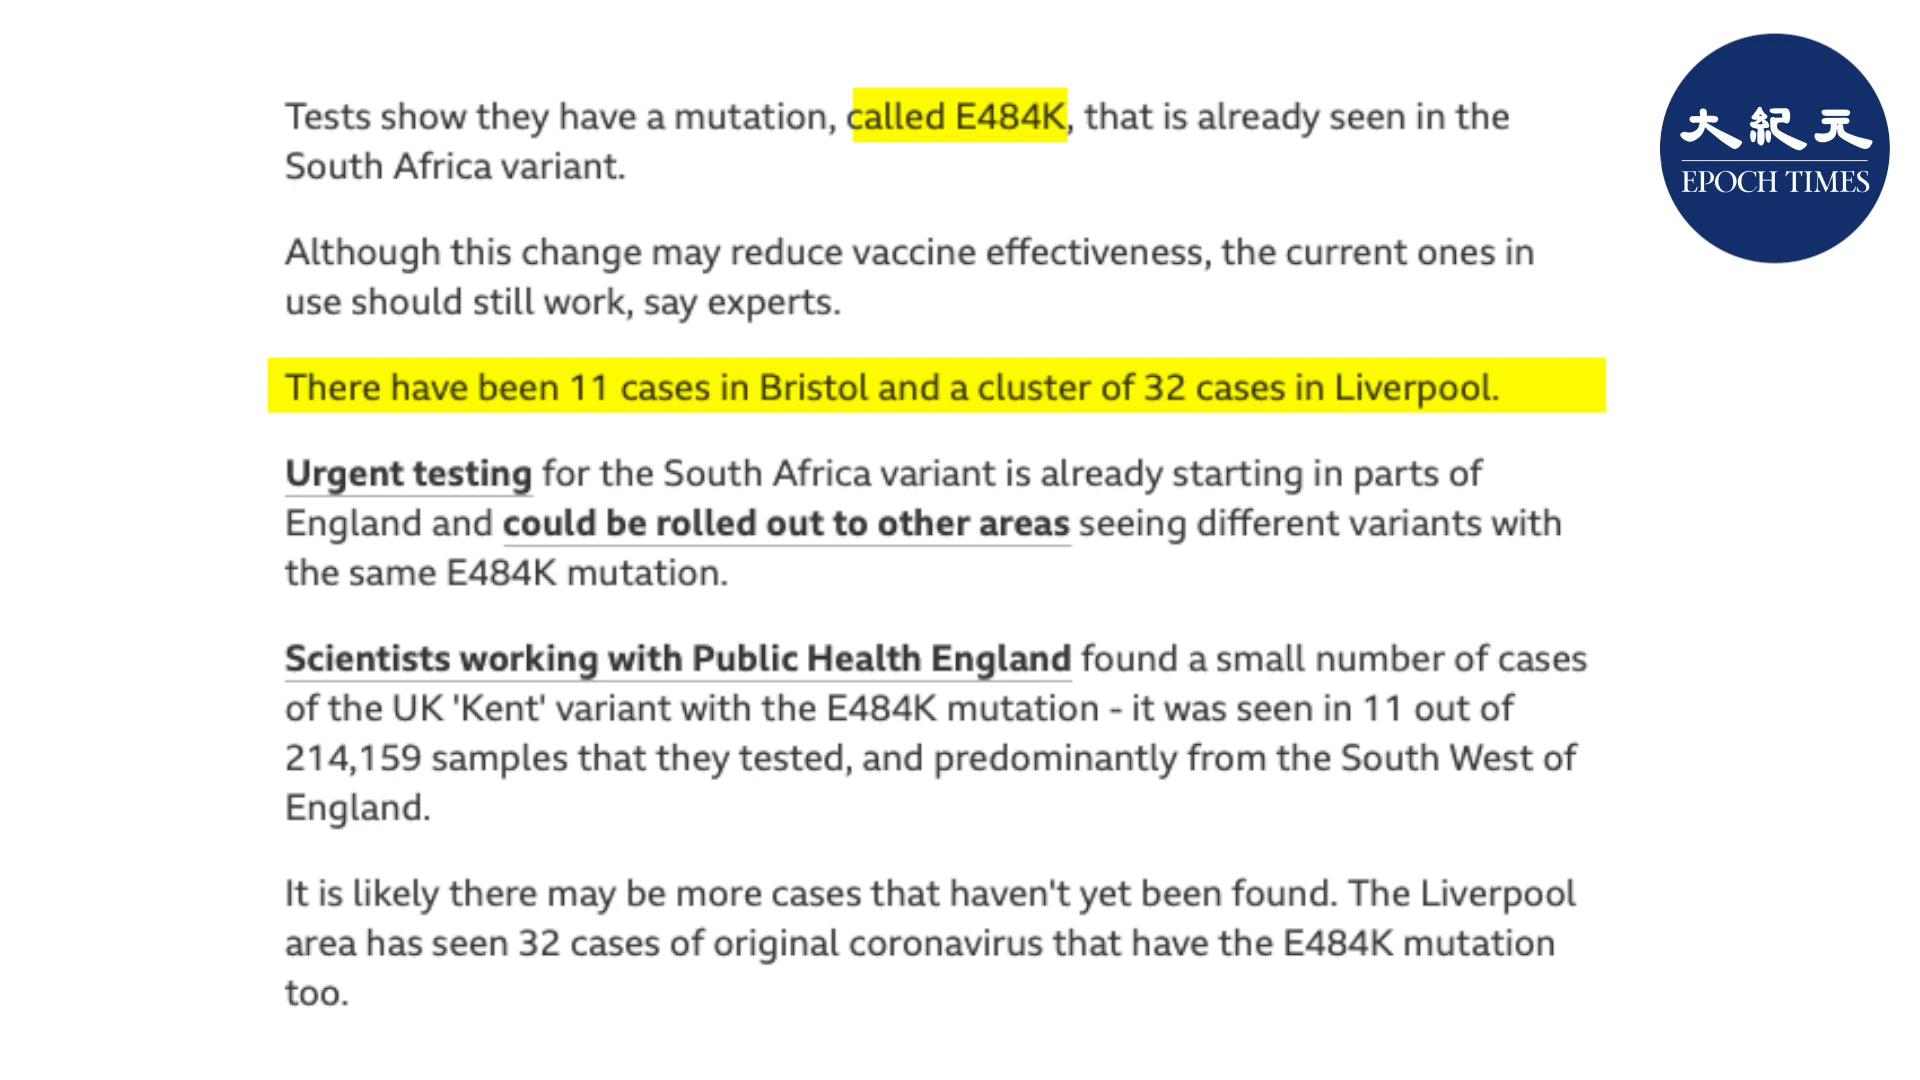 Tests show they have a mutation, called E484K, that is already seen in the
South Africa variant.
Although this change may reduce vaccine effectiveness, the current ones in
use should still work, say experts.
There have been 11 cases in Bristol and a cluster of 32 cases in Liverpool.
Urgent testing for the South Africa variant is already starting in parts of
England and could be rolled out to other areas seeing different variants with
the same E484K mutation.
Scientists working with Public Health England found a small number of cases
of the UK 'Kent' variant with the E484K mutation - it was seen in 11 out of
214,159 samples that they tested, and predominantly from the South West of
England.
It is likely there may be more cases that haven't yet been found. The Liverpool
area has seen 32 cases of original coronavirus that have the E484K mutation
too.
大紀元
EPOCH TIMES